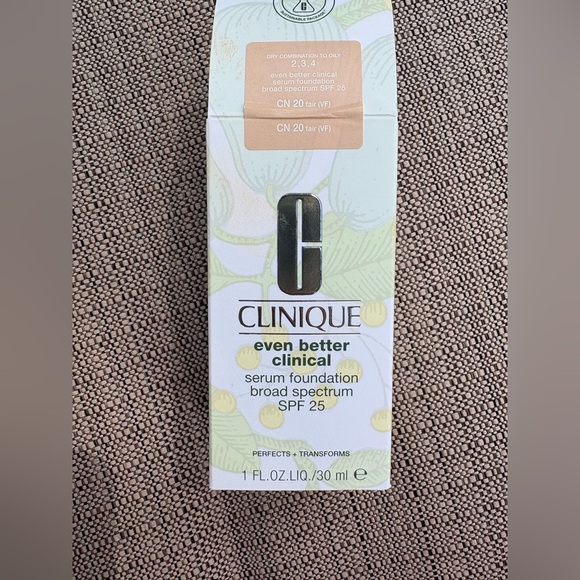 SUSTAINABLE PACKAGE
DRY COMBINATION TO OILY
2,3,4
even better clinical
serum foundation
broad spectrum SPF 25
CN 20 fair (VF)
CN 20 fair (VF)
C
CLINIQUE
even better
clinical
serum foundation
broad spectrum
SPF 25
PERFECTS + TRANSFORMS
1 FL.OZ.LIQ./30 ml ℮